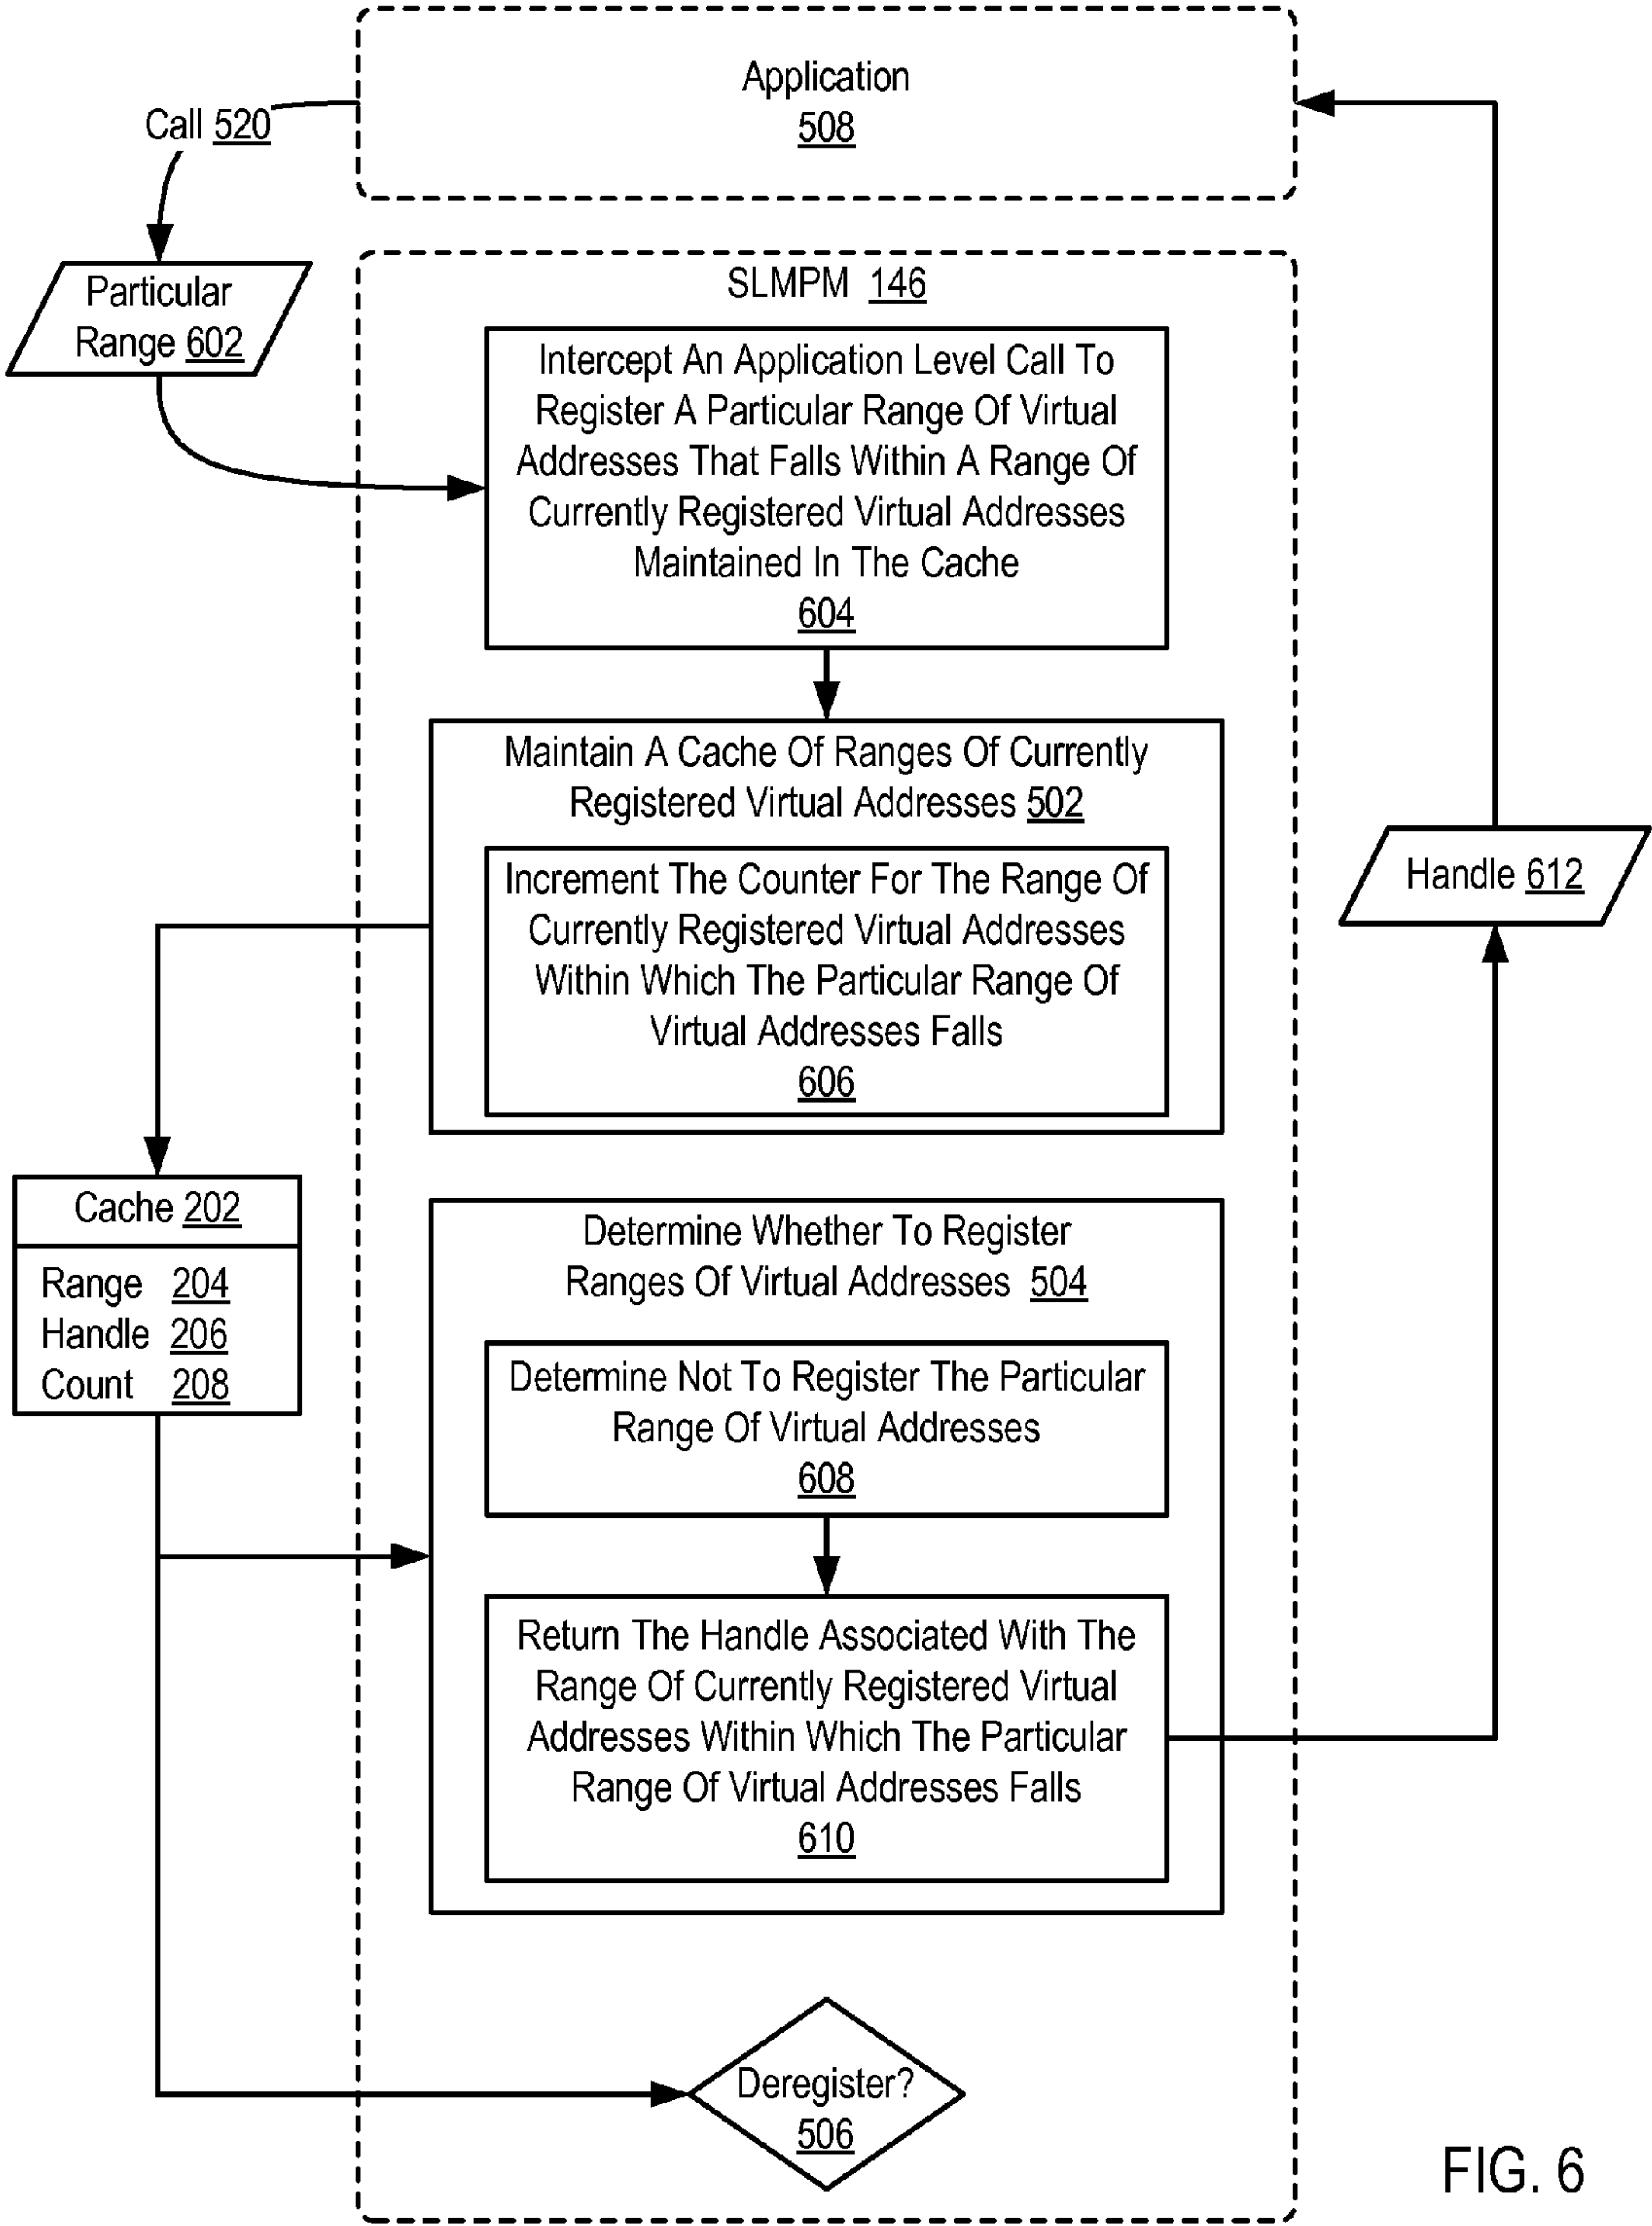 Application
508
Call 520
Particular
Range 602
SLMPM 146
Intercept An Application Level Call To
Register A Particular Range Of Virtual
Addresses That Falls Within A Range Of
Currently Registered Virtual Addresses
Maintained In The Cache
604
Maintain A Cache Of Ranges Of Currently
Registered Virtual Addresses 502
Increment The Counter For The Range Of
Currently Registered Virtual Addresses
Within Which The Particular Range Of
Virtual Addresses Falls
606
Handle 612
Cache 202
Range 204
Handle 206
Count 208
Determine Whether To Register
Ranges Of Virtual Addresses 504
Determine Not To Register The Particular
Range Of Virtual Addresses
608
Return The Handle Associated With The
Range Of Currently Registered Virtual
Addresses Within Which The Particular
Range Of Virtual Addresses Falls
610
Deregister?
506
FIG. 6